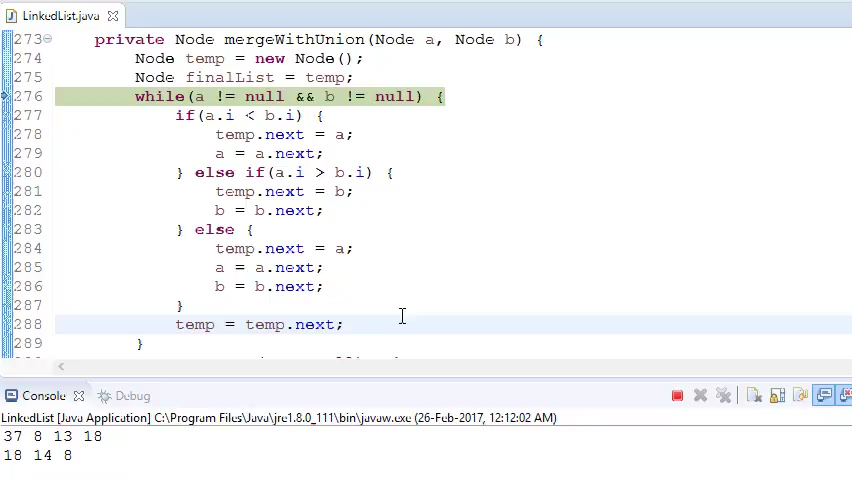 LinkedList.java
273 private Node mergeWithUnion(Node a, Node b) {
274 Node temp = new Node();
275 Node finalList = temp;
276 while(a != null && b != null) {
277 if(a.i < b.i) {
278 temp.next = a;
279 a = a.next;
280 } else if(a.i > b.i) {
281 temp.next = b;
282 b = b.next;
283 } else {
284 temp.next = a;
285 a = a.next;
286 b = b.next;
287 }
288 temp = temp.next;
289 }
Console Debug
LinkedList [Java Application] C:\Program Files\Java\jre1.8.0_111\bin\javaw.exe (26-Feb-2017, 12:12:02 AM)
37 8 13 18
18 14 8